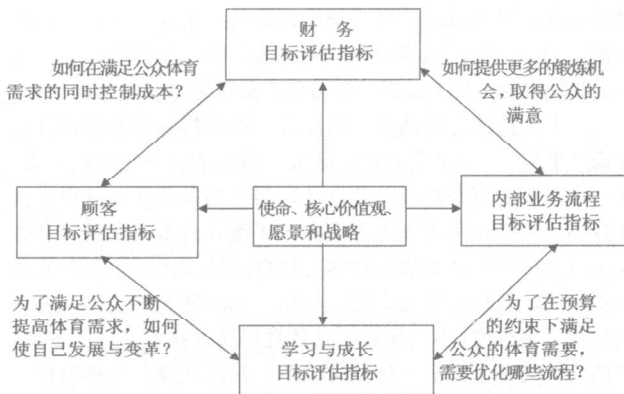 财 务
目标评估指标
如何在满足公众体育
需求的同时控制成本？
如何提供更多的锻炼机
会，取得公众的
满意
顾客
目标评估指标
使命、核心价值观、
愿景和战略
内部业务流程
目标评估指标
为了满足公众不断
提高体育需求，如何
使自己发展与变革？
学习与成长
目标评估指标
为了在预算
的约束下满足
公众的体育需要，
需要优化哪些流程？